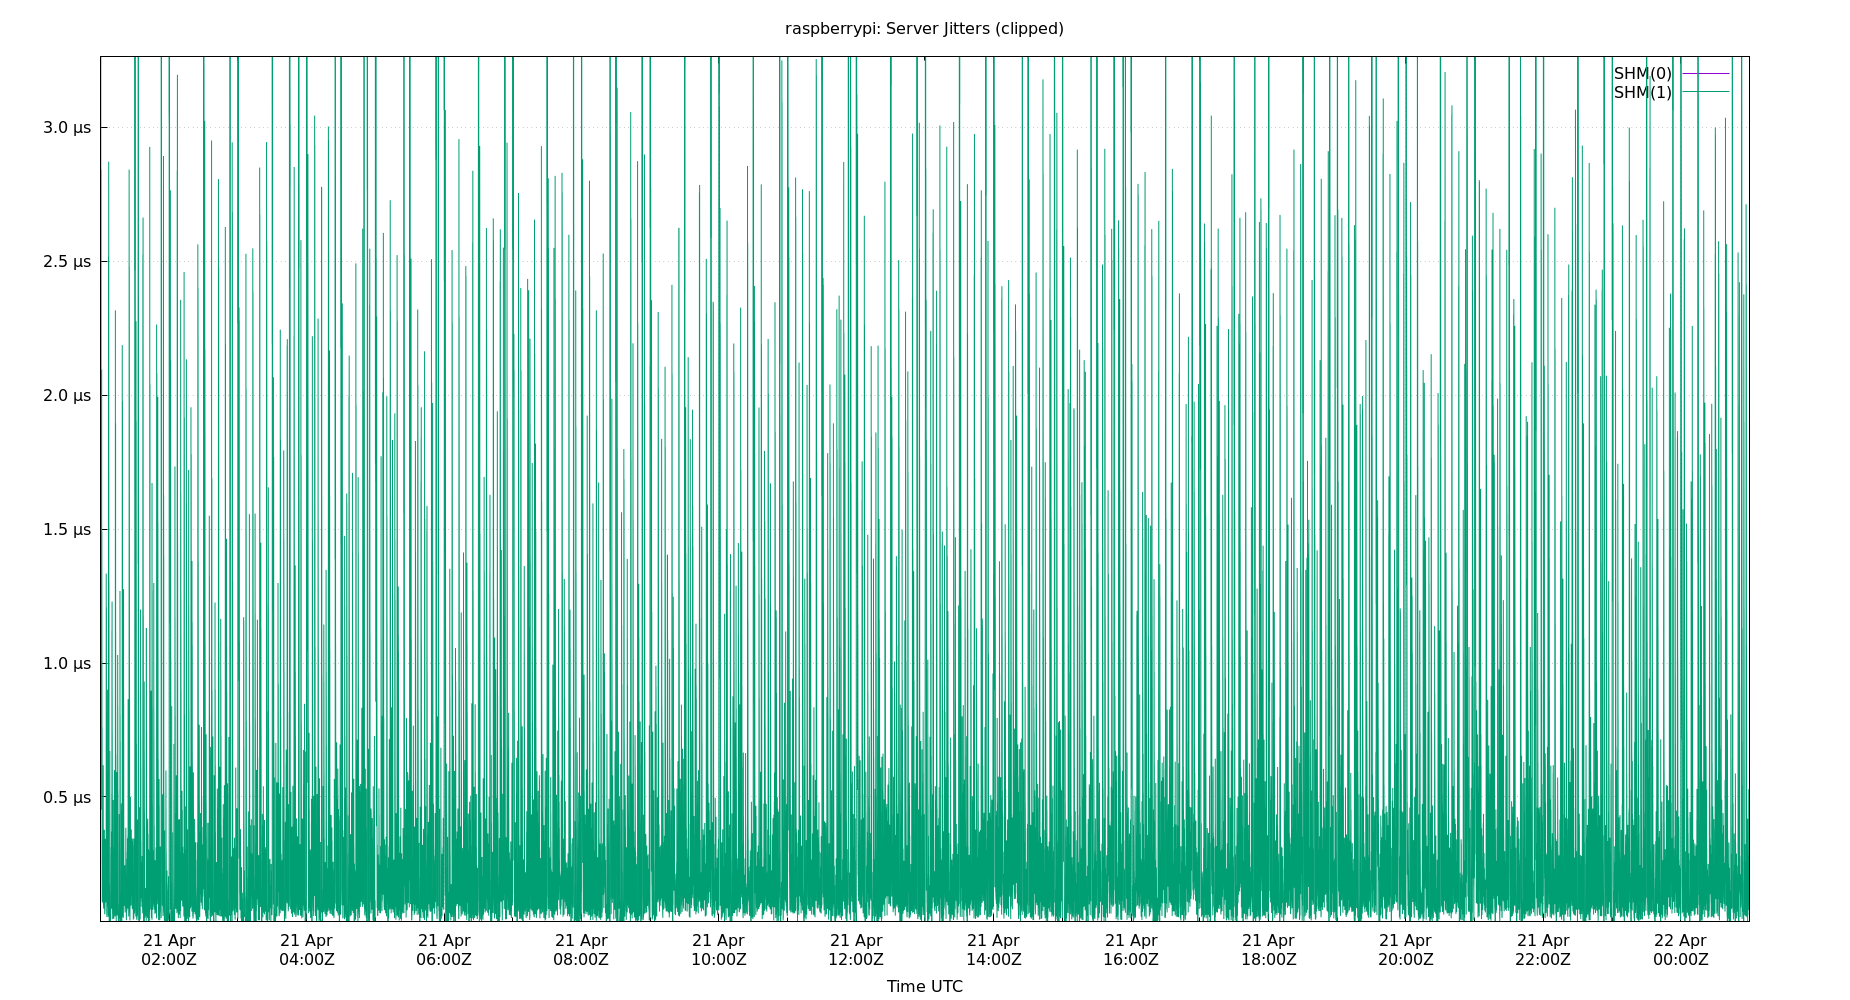 raspberrypi: Server Jitters (clipped)
SHM(0)
SHM(1)
3.0 µs
2.5 µs
2.0 µs
1.5 µs
1.0 µs
0.5 µs
21 Apr 21 Apr 21 Apr 21 Apr 21 Apr 21 Apr 21 Apr 21 Apr 21 Apr 21 Apr 21 Apr 22 Apr
02:00Z 04:00Z 06:00Z 08:00Z 10:00Z 12:00Z 14:00Z 16:00Z 18:00Z 20:00Z 22:00Z 00:00Z
Time UTC